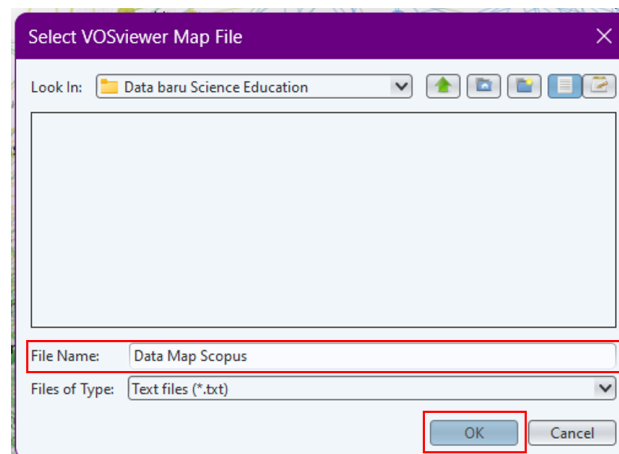 Select VOSviewer Map File
Look In: Data baru Science Education
File Name: Data Map Scopus
Files of Type: Text files (*.txt)
OK Cancel